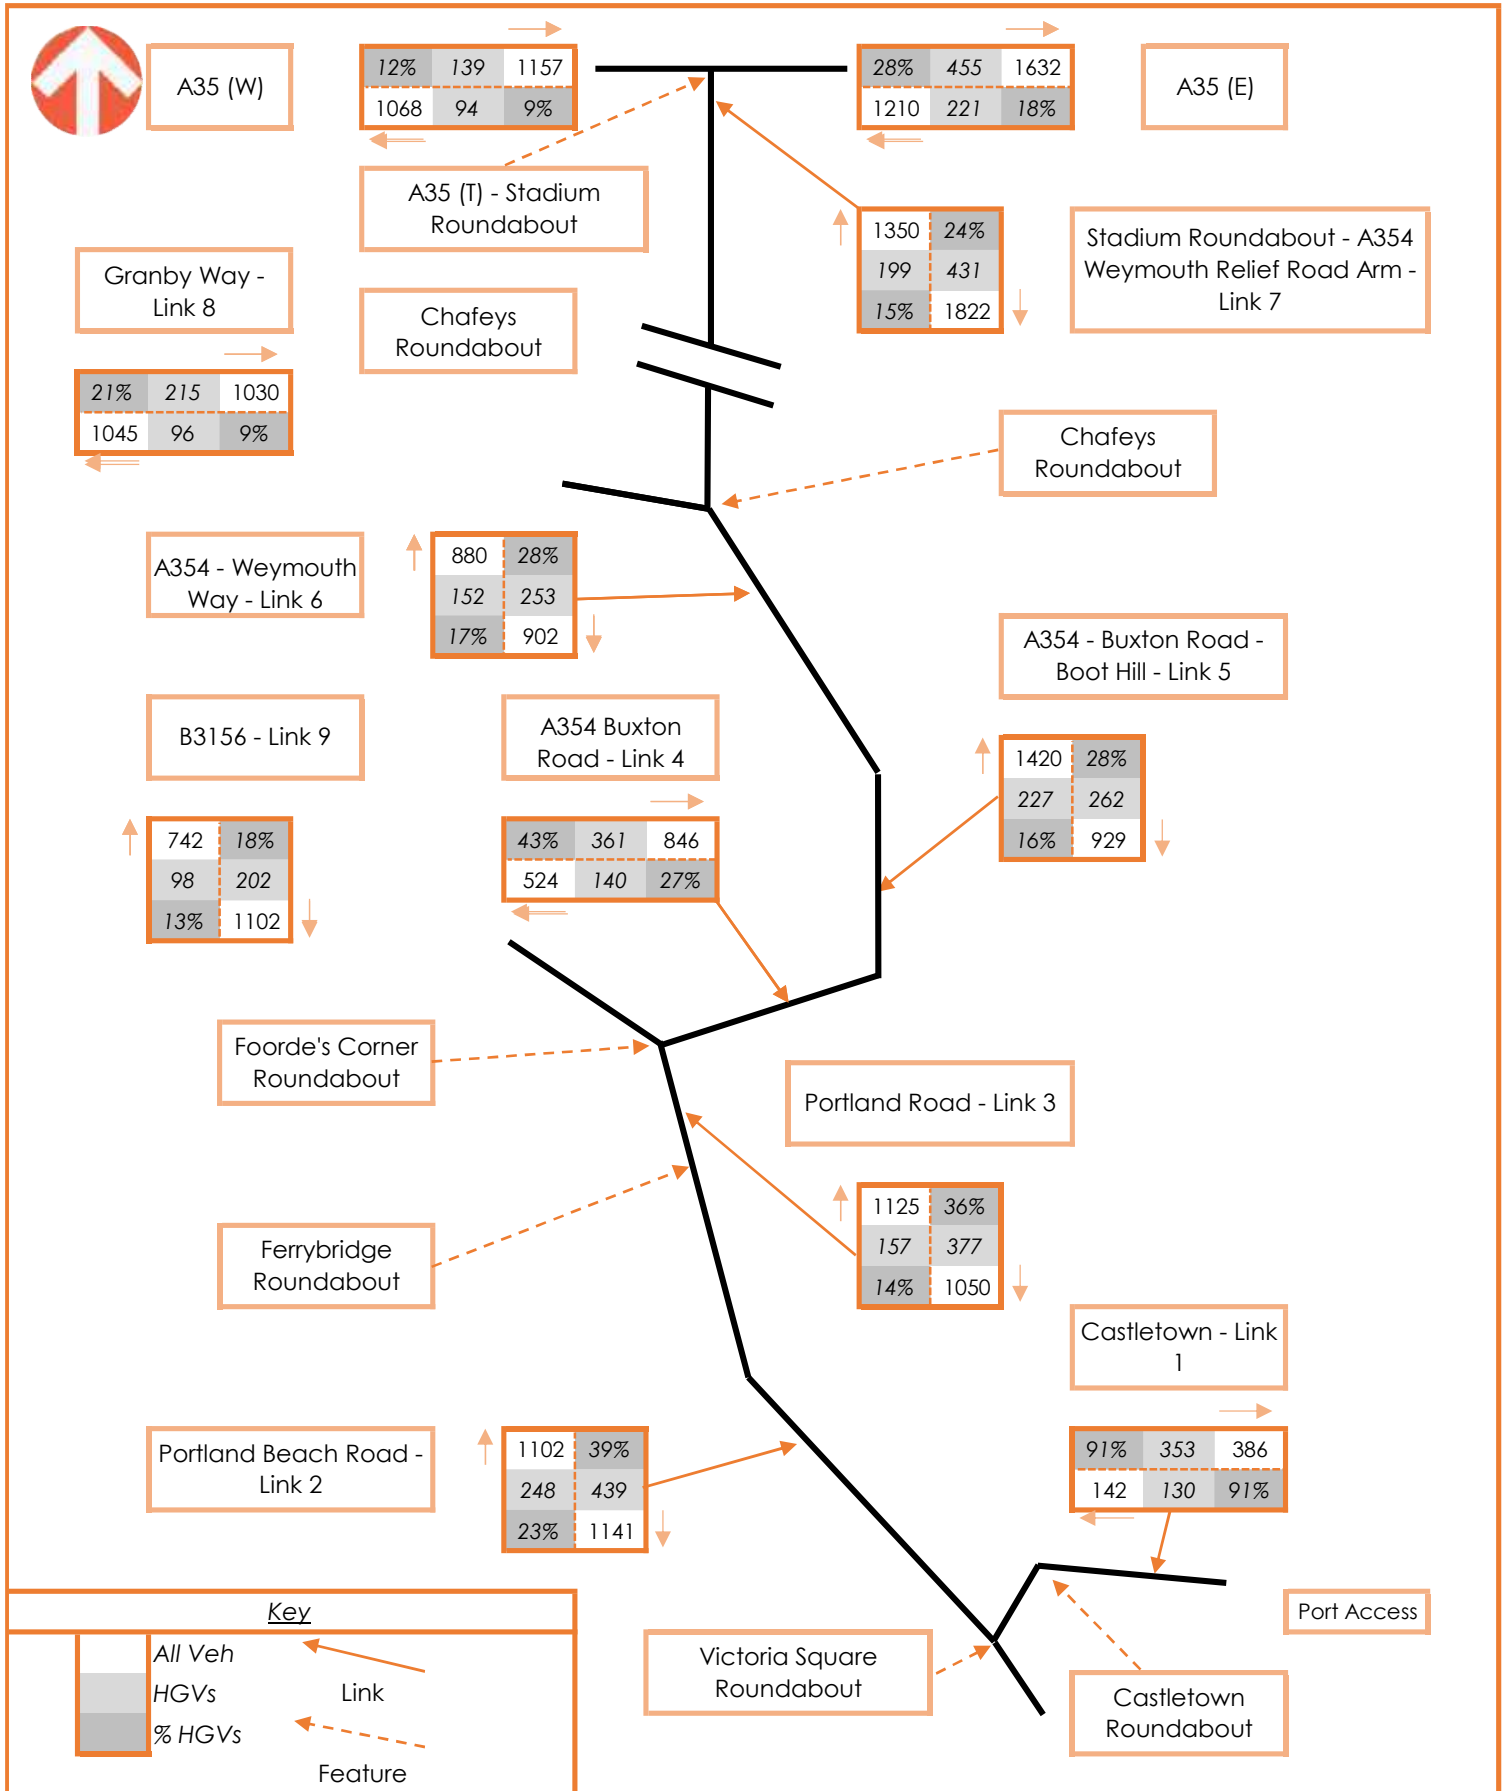 A35 (W)
12% 139 1157
1068 94 9%
28% 455 1632
1210 221 18%
A35 (E)
A35 (T) - Stadium
Roundabout
1350 24%
199 431
15% 1822
Stadium Roundabout - A354
Weymouth Relief Road Arm -
Link 7
Granby Way -
Link 8
Chafeys
Roundabout
21% 215 1030
1045 96 9%
Chafeys
Roundabout
A354 - Weymouth
Way - Link 6
880 28%
152 253
17% 902
A354 - Buxton Road -
Boot Hill - Link 5
B3156 - Link 9
A354 Buxton
Road - Link 4
1420 28%
227 262
16% 929
742 18%
98 202
13% 1102
43% 361 846
524 140 27%
Foorde's Corner
Roundabout
Portland Road - Link 3
1125 36%
157 377
14% 1050
Ferrybridge
Roundabout
Castletown - Link
1
Portland Beach Road -
Link 2
1102 39%
248 439
23% 1141
91% 353 386
142 130 91%
Port Access
Victoria Square
Roundabout
Castletown
Roundabout
Key
All Veh
HGVs
Link
% HGVs
Feature